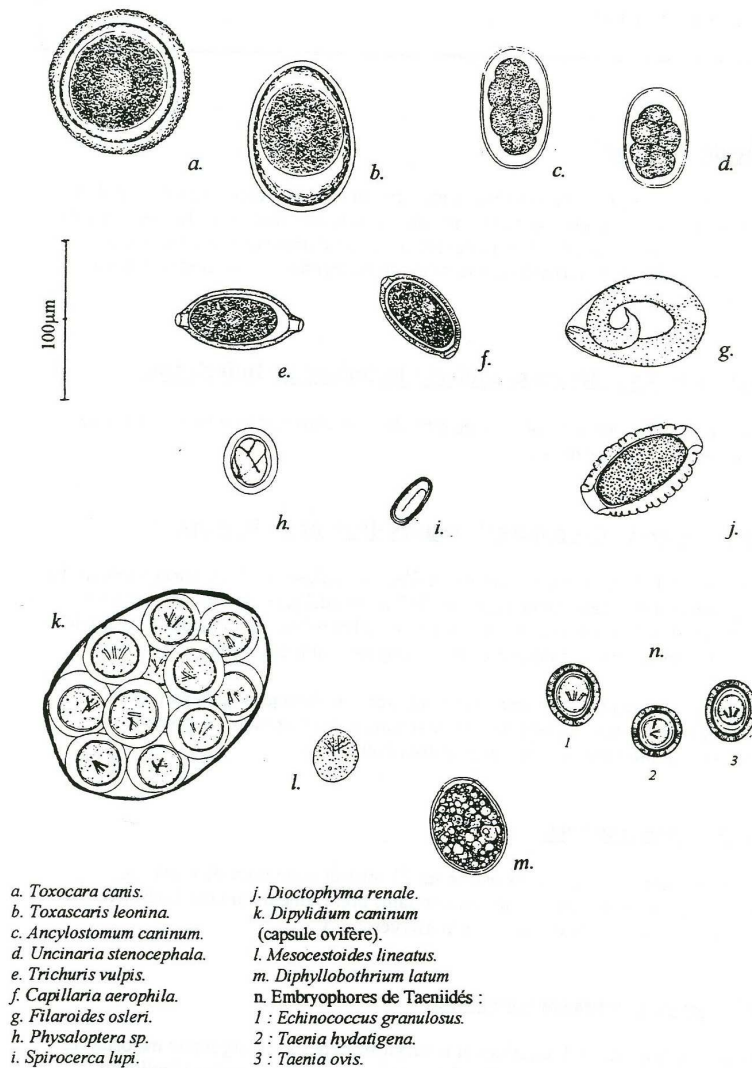 a.
b.
c.
d.
100µm
e.
f.
g.
h.
i.
j.
k.
n.
1
2
3
l.
m.
a. Toxocara canis.
b. Toxascaris leonina.
c. Ancylostomum caninum.
d. Uncinaria stenocephala.
e. Trichuris vulpis.
f. Capillaria aerophila.
g. Filaroides osleri.
h. Physaloptera sp.
i. Spirocerca lupi.
j. Dioctophyma renale.
k. Dipylidium caninum
(capsule ovifère).
l. Mesocestoides lineatus.
m. Diphyllobothrium latum
n. Embryophores de Taeniidés :
1 : Echinococcus granulosus.
2 : Taenia hydatigena.
3 : Taenia ovis.